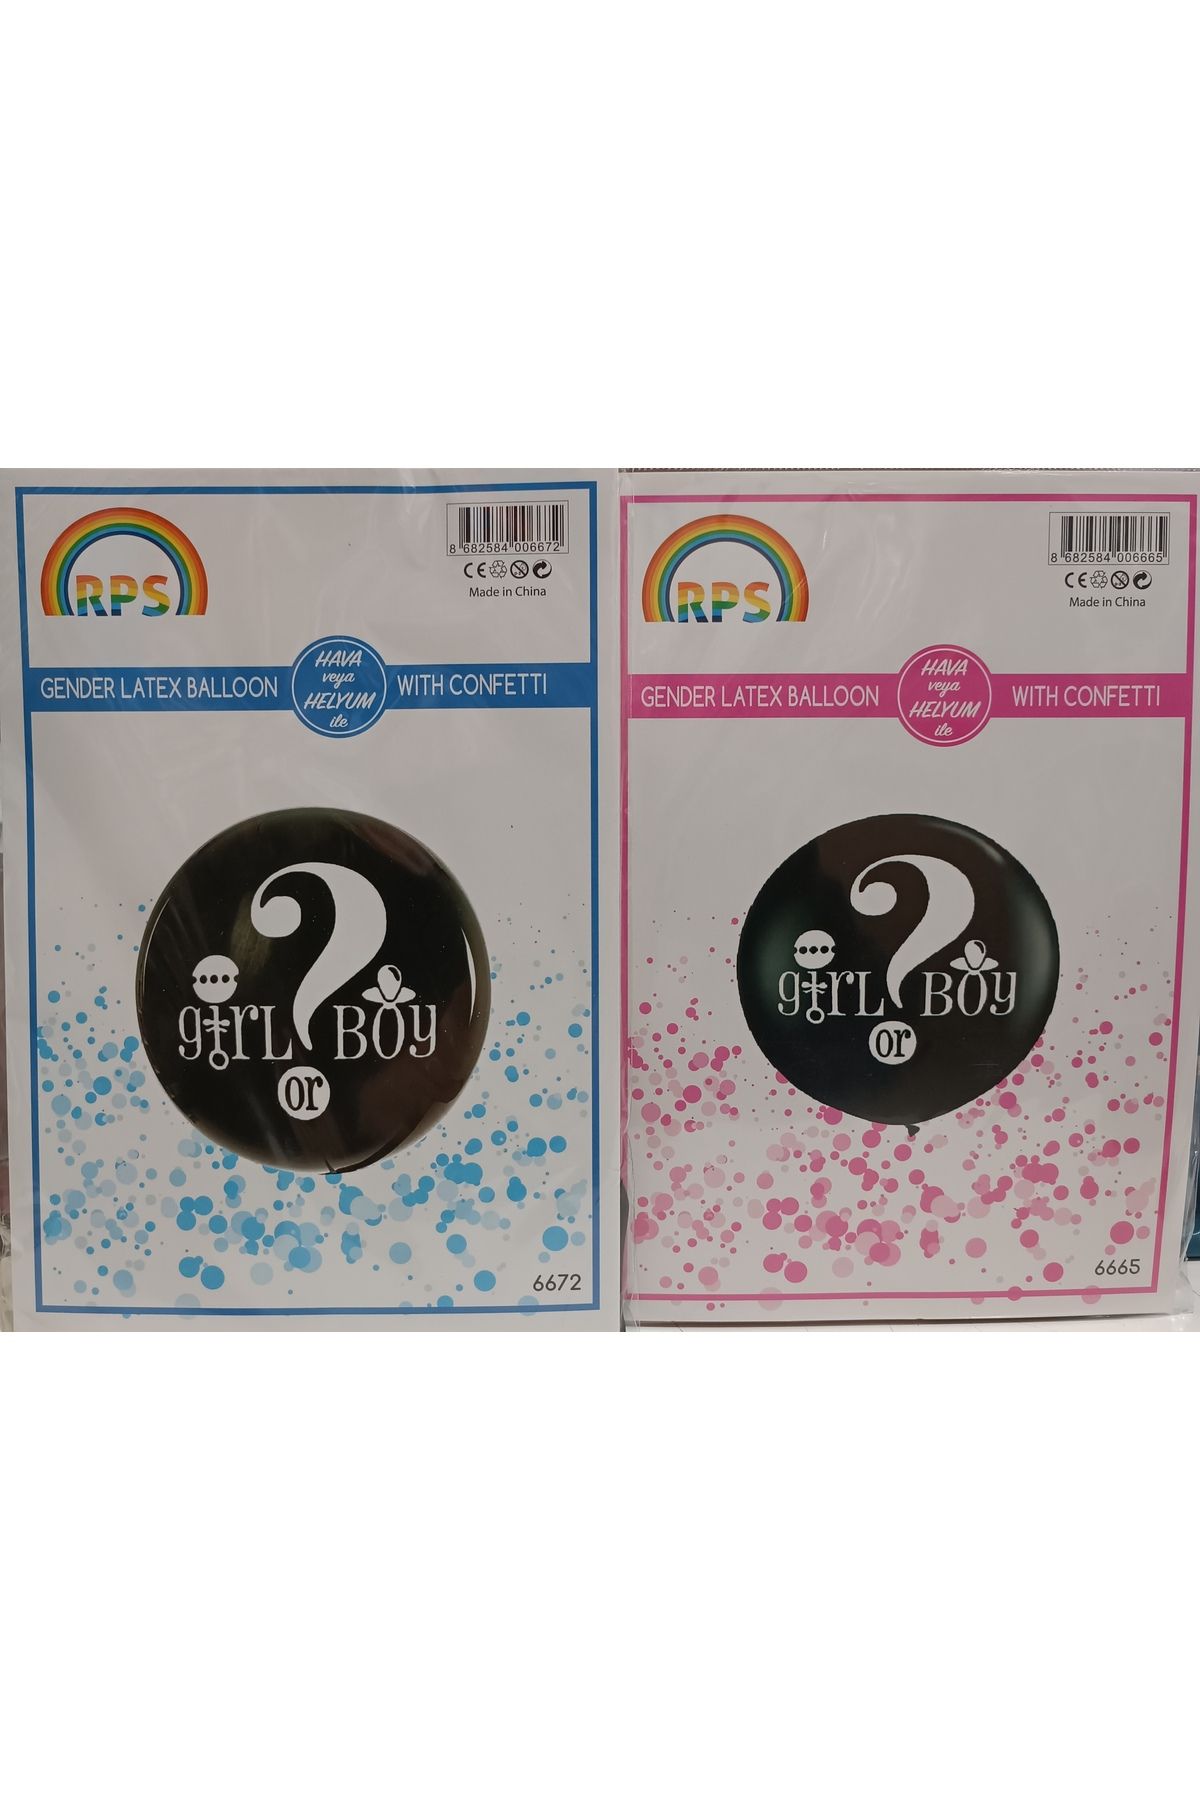 RPS
8 682584 006672
CE
Made in China
GENDER LATEX BALLOON
HAVA
veya
HELYUM
ile
WITH CONFETTI
?
girl BOY
or
6672
RPS
8 682584 006665
CE
Made in China
GENDER LATEX BALLOON
HAVA
veya
HELYUM
ile
WITH CONFETTI
?
girl BOY
or
6665